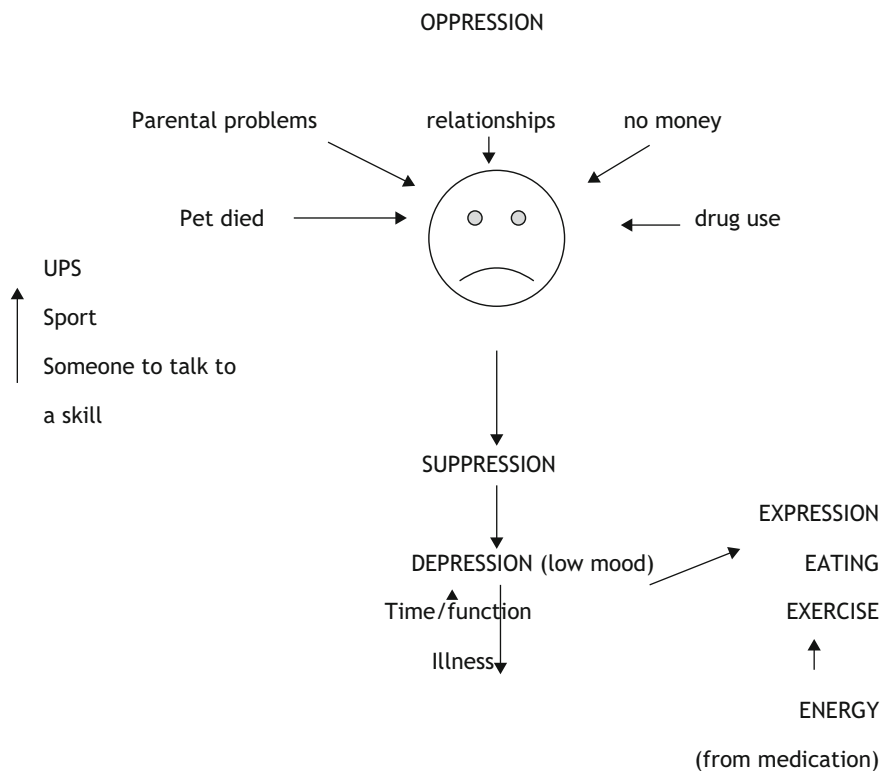 OPPRESSION
Parental problems relationships no money
Pet died drug use
UPS
Sport
Someone to talk to
a skill
SUPPRESSION
EXPRESSION
DEPRESSION (low mood) EATING
Time/function EXERCISE
Illness
ENERGY
(from medication)